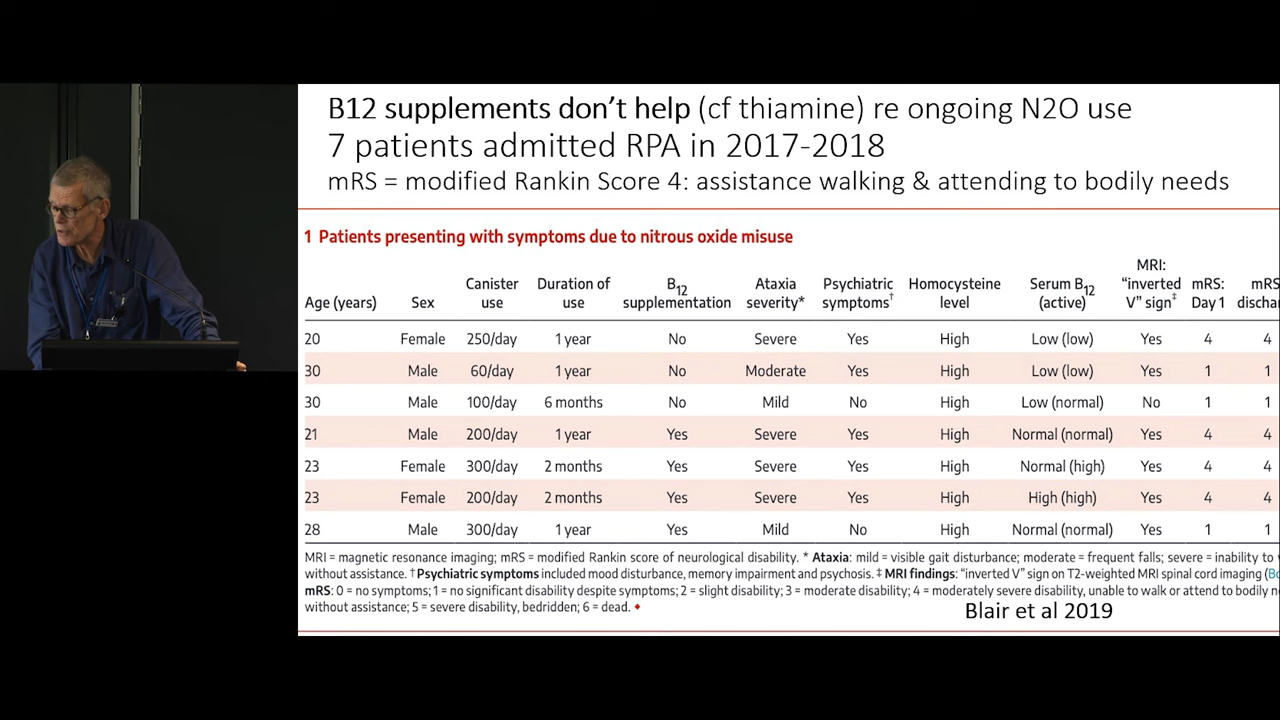 B12 supplements don't help (cf thiamine) re ongoing N2O use
7 patients admitted RPA in 2017-2018
mRS = modified Rankin Score 4: assistance walking & attending to bodily needs
1 Patients presenting with symptoms due to nitrous oxide misuse
Age (years) Sex Canister use Duration of use B12 supplementation Ataxia severity* Psychiatric symptoms† Homocysteine level Serum B12 (active) MRI: "inverted V" sign‡ mRS: Day 1 mRS discha
20 Female 250/day 1 year No Severe Yes High Low (low) Yes 4 4
30 Male 60/day 1 year No Moderate Yes High Low (low) Yes 1 1
30 Male 100/day 6 months No Mild No High Low (normal) No 1 1
21 Male 200/day 1 year Yes Severe Yes High Normal (normal) Yes 4 4
23 Female 300/day 2 months Yes Severe Yes High Normal (high) Yes 4 4
23 Female 200/day 2 months Yes Severe Yes High High (high) Yes 4 4
28 Male 300/day 1 year Yes Mild No High Normal (normal) Yes 1 1
MRI = magnetic resonance imaging; mRS = modified Rankin score of neurological disability. * Ataxia: mild = visible gait disturbance; moderate = frequent falls; severe = inability to
without assistance. † Psychiatric symptoms included mood disturbance, memory impairment and psychosis. ‡ MRI findings: "inverted V" sign on T2-weighted MRI spinal cord imaging
mRS: 0 = no symptoms; 1 = no significant disability despite symptoms; 2 = slight disability; 3 = moderate disability; 4 = moderately severe disability, unable to walk or attend to bodily
without assistance; 5 = severe disability, bedridden; 6 = dead.
Blair et al 2019